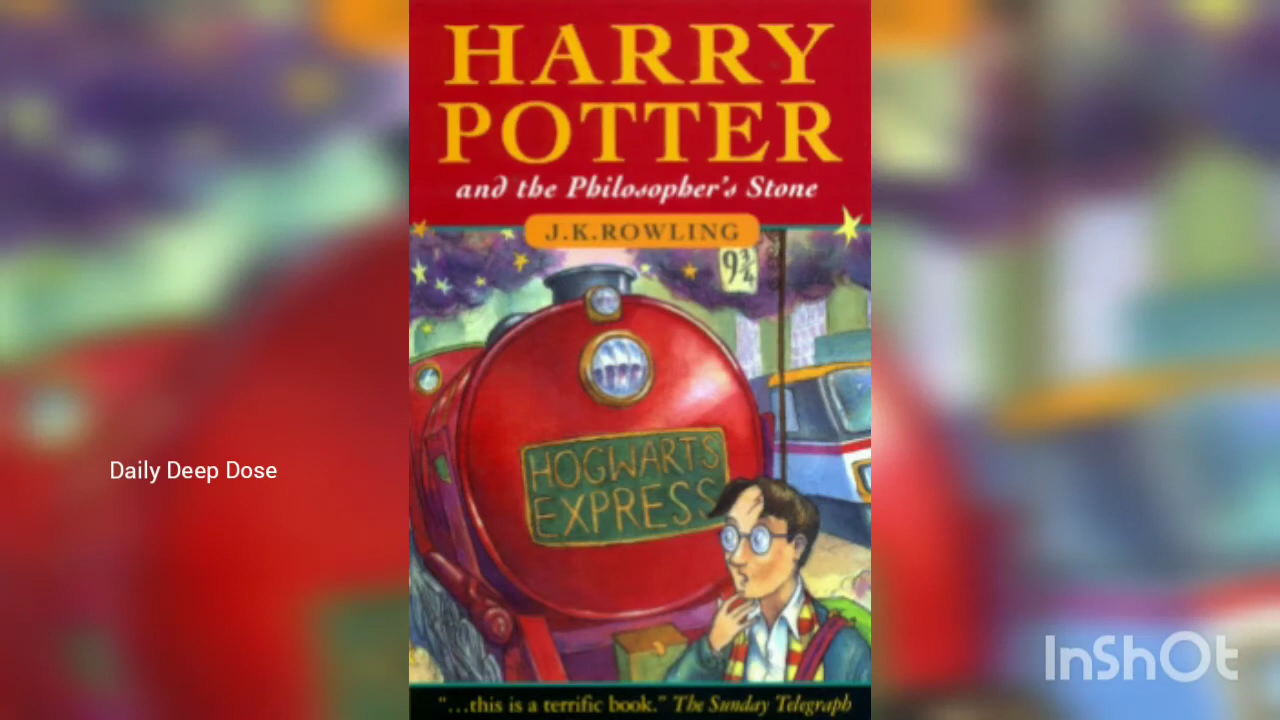 HARRY
POTTER
and the Philosopher's Stone
J.K.ROWLING
9¾
HOGWARTS
EXPRESS
Daily Deep Dose
InShOt
"...this is a terrific book." The Sunday Telegraph